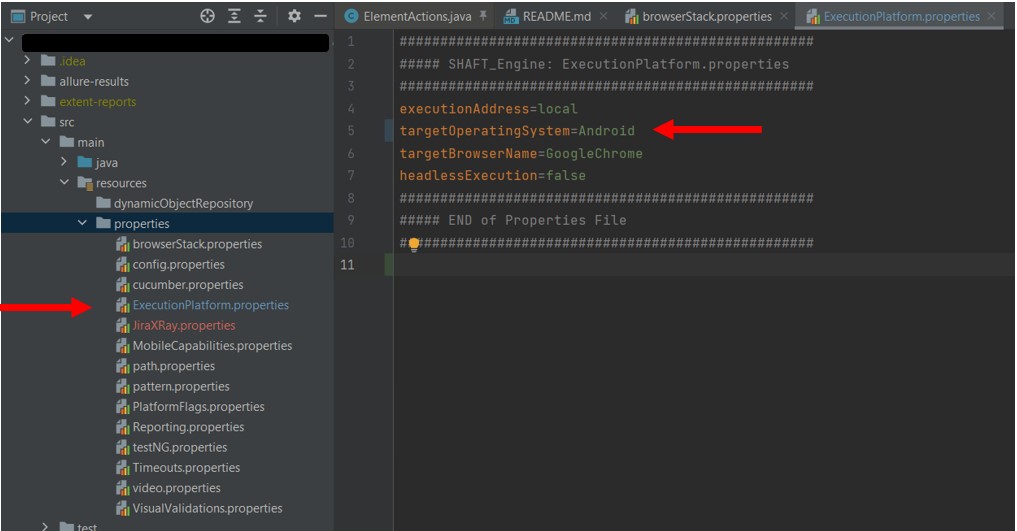 Project
.idea
allure-results
extent-reports
src
main
java
resources
dynamicObjectRepository
properties
browserStack.properties
config.properties
cucumber.properties
ExecutionPlatform.properties
JiraXRay.properties
MobileCapabilities.properties
path.properties
pattern.properties
PlatformFlags.properties
Reporting.properties
testNG.properties
Timeouts.properties
video.properties
VisualValidations.properties
test
ElementActions.java README.md browserStack.properties ExecutionPlatform.properties
1 ###################################################
2 ##### SHAFT_Engine: ExecutionPlatform.properties
3 ###################################################
4 executionAddress=local
5 targetOperatingSystem=Android
6 targetBrowserName=GoogleChrome
7 headlessExecution=false
8 ###################################################
9 ##### END of Properties File
10 ###################################################
11